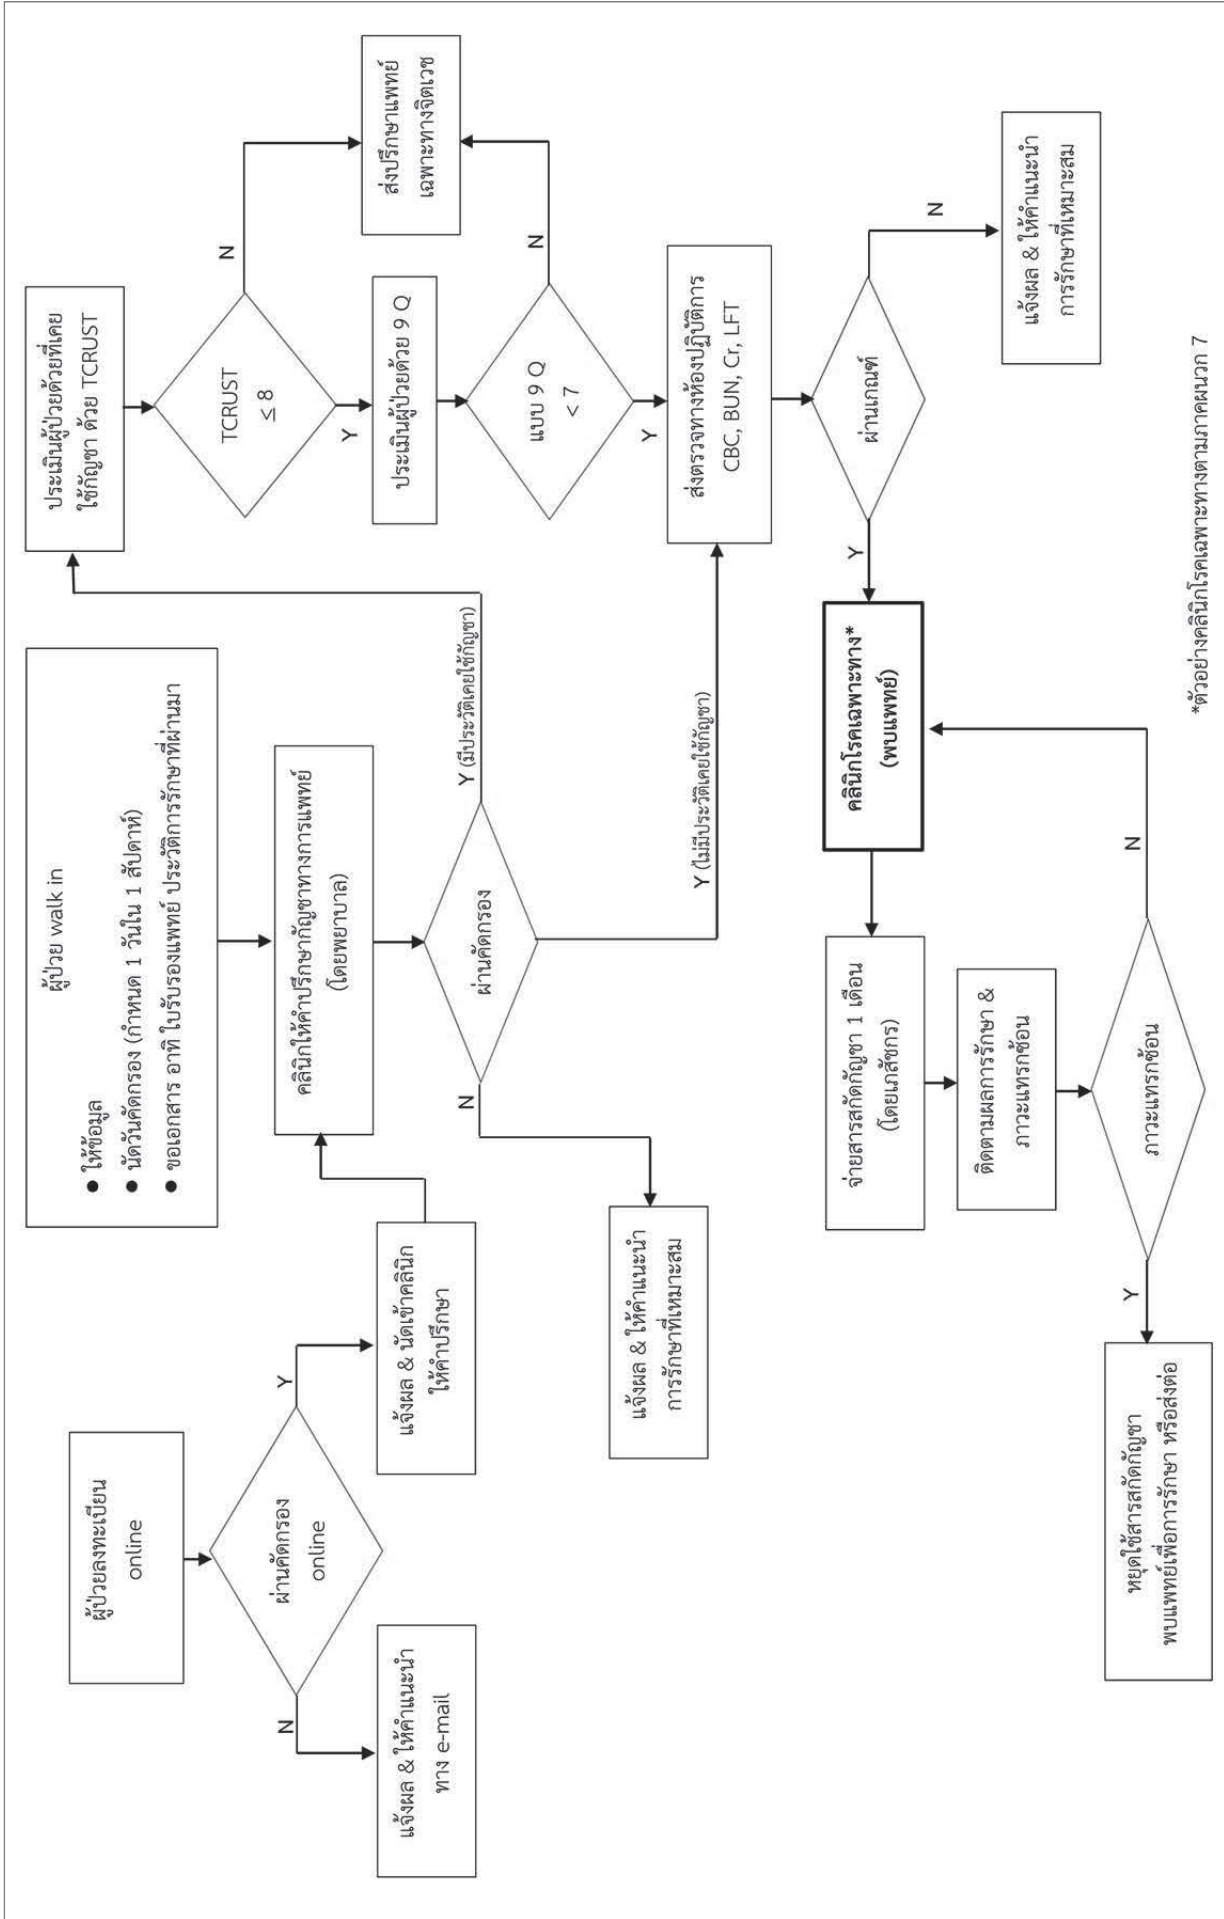 ผู้ป่วยลงทะเบียน
online
ผ่านคัดกรอง
online
N
Y
แจ้งผล & ให้คำแนะนำ
ทาง e-mail
แจ้งผล & นัดเข้าคลินิก
ให้คำปรึกษา
ผู้ป่วย walk in
● ให้ข้อมูล
● นัดวันคัดกรอง (กำหนด 1 วันใน 1 สัปดาห์)
● ขอเอกสาร อาทิ ใบรับรองแพทย์ ประวัติการรักษาที่ผ่านมา
คลินิกให้คำปรึกษากัญชาทางการแพทย์
(โดยพยาบาล)
ผ่านคัดกรอง
N
แจ้งผล & ให้คำแนะนำ
การรักษาที่เหมาะสม
Y (มีประวัติเคยใช้กัญชา)
Y (ไม่มีประวัติเคยใช้กัญชา)
ประเมินผู้ป่วยด้วยที่เคย
ใช้กัญชา ด้วย TCRUST
TCRUST
≤ 8
N
Y
ส่งปรึกษาแพทย์
เฉพาะทางจิตเวช
ประเมินผู้ป่วยด้วย 9 Q
แบบ 9 Q
< 7
N
Y
ส่งตรวจทางห้องปฏิบัติการ
CBC, BUN, Cr, LFT
ผ่านเกณฑ์
Y
N
แจ้งผล & ให้คำแนะนำ
การรักษาที่เหมาะสม
คลินิกโรคเฉพาะทาง*
(พบแพทย์)
จ่ายสารสกัดกัญชา 1 เดือน
(โดยเภสัชกร)
ติดตามผลการรักษา &
ภาวะแทรกซ้อน
ภาวะแทรกซ้อน
N
Y
หยุดใช้สารสกัดกัญชา
พบแพทย์เพื่อการรักษา หรือส่งต่อ
*ตัวอย่างคลินิกโรคเฉพาะทางตามภาคผนวก 7